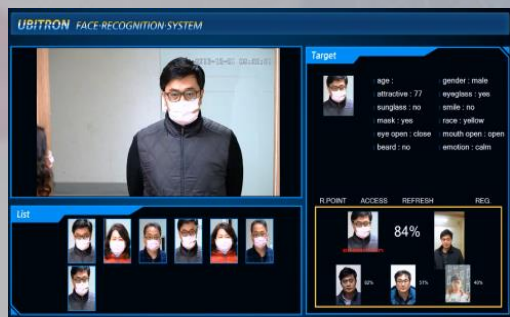 UBITRON FACE-RECOGNITION-SYSTEM
Target
age :
gender : male
attractive : 77
eyeglass : yes
sunglass : no
smile : no
mask : yes
race : yellow
eye open : close
mouth open : open
beard : no
emotion : calm
List
R.POINT ACCESS REFRESH REG.
84%